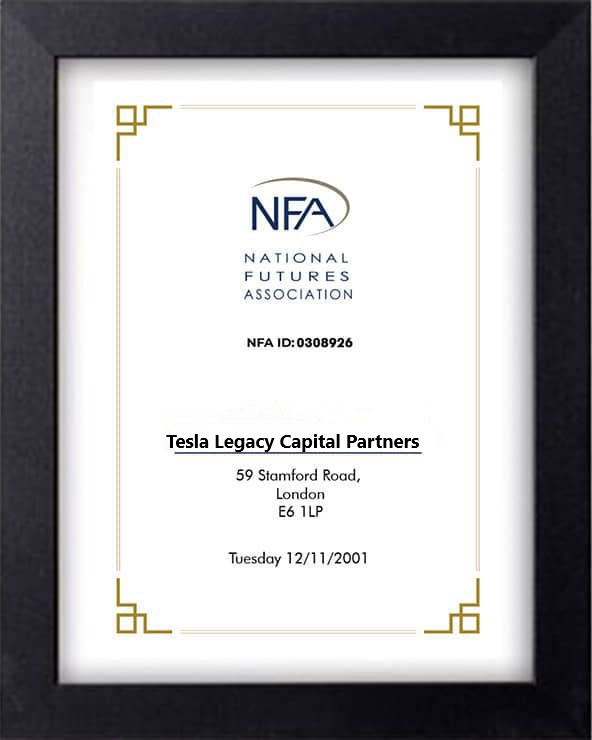 NFA
NATIONAL
FUTURES
ASSOCIATION
NFA ID: 0308926
Tesla Legacy Capital Partners
59 Stamford Road,
London
E6 1LP
Tuesday 12/11/2001